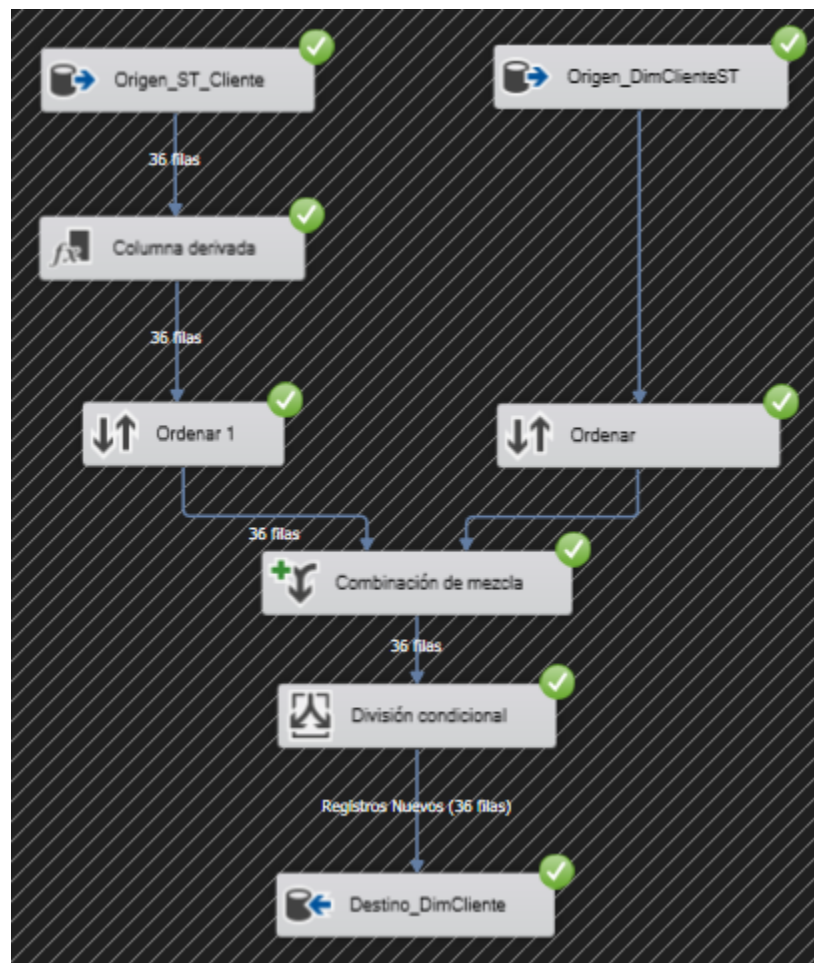 Origen_ST_Cliente
Origen_DimClienteST
36 filas
fx
Columna derivada
36 filas
Ordenar 1
Ordenar
36 filas
Combinación de mezcla
36 filas
División condicional
Registros Nuevos (36 filas)
Destino_DimCliente